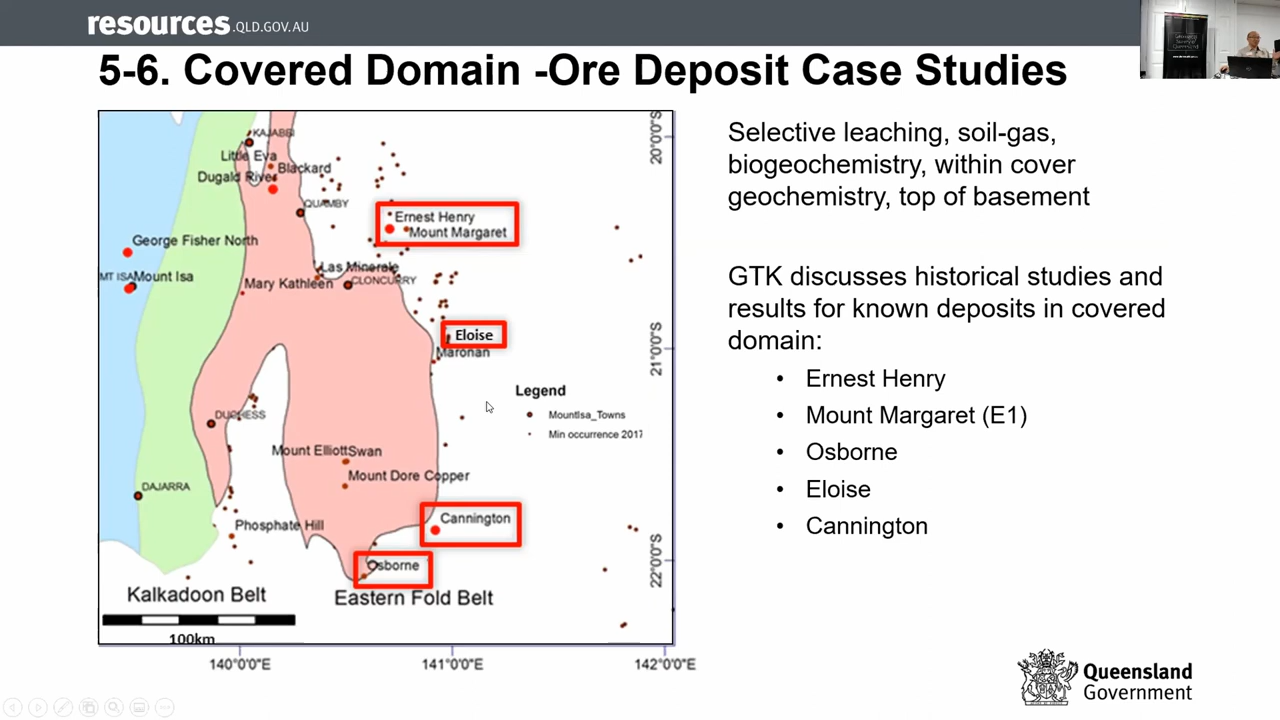 resources.QLD.GOV.AU
5-6. Covered Domain -Ore Deposit Case Studies
KAJABBI
Little Eva
Blackard
Dugald River
QUAMBY
Ernest Henry
Mount Margaret
George Fisher North
MT ISA Mount Isa
Las Minerale
Mary Kathleen
CLONCURRY
Eloise
Maronan
DUCHESS
Mount Elliott Swan
Mount Dore Copper
DAJARRA
Cannington
Phosphate Hill
Osborne
Kalkadoon Belt
Eastern Fold Belt
100km
Legend
MountIsa_Towns
Min occurrence 2017
20°0'0"S
21°0'0"S
22°0'0"S
140°0'0"E
141°0'0"E
142°0'0"E
Selective leaching, soil-gas,
biogeochemistry, within cover
geochemistry, top of basement
GTK discusses historical studies and
results for known deposits in covered
domain:
• Ernest Henry
• Mount Margaret (E1)
• Osborne
• Eloise
• Cannington
Queensland
Government